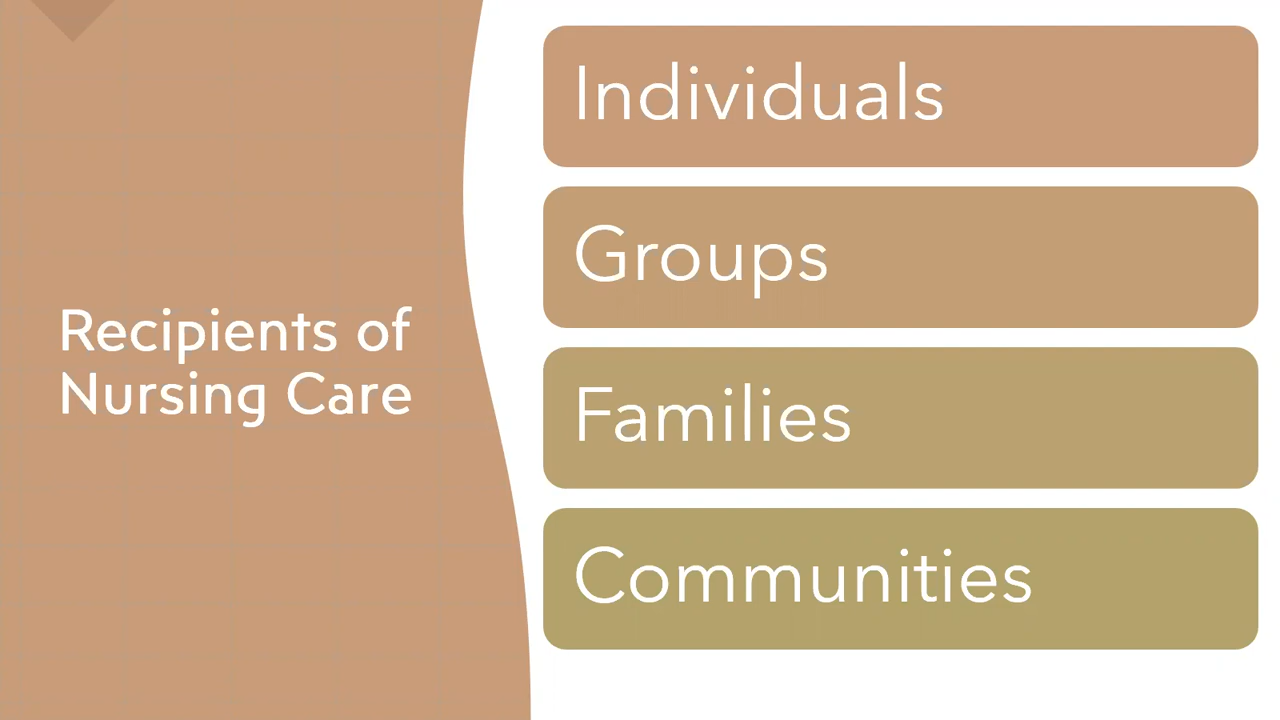 Recipients of
Nursing Care
Individuals
Groups
Families
Communities